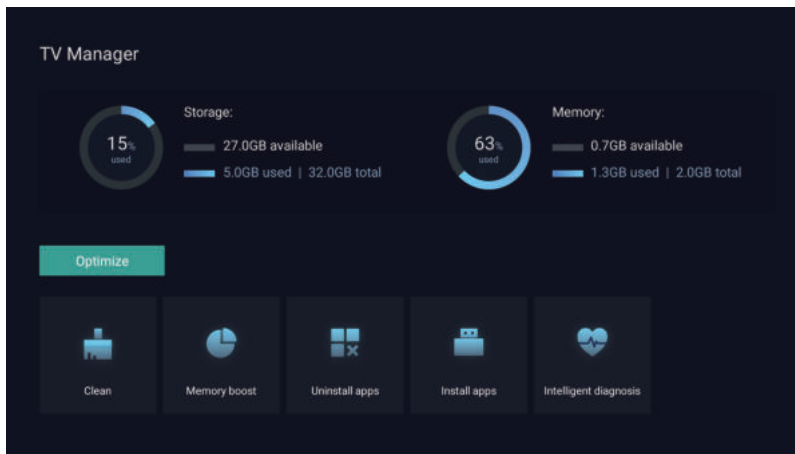 TV Manager
Storage:
15% used
27.0GB available
5.0GB used | 32.0GB total
Memory:
63% used
0.7GB available
1.3GB used | 2.0GB total
Optimize
Clean
Memory boost
Uninstall apps
Install apps
Intelligent diagnosis